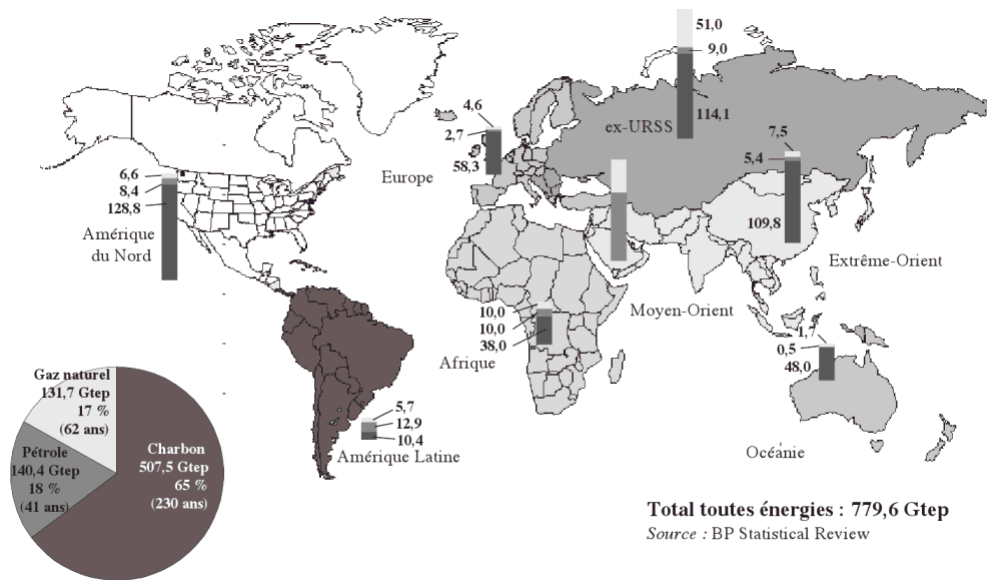 51,0
9,0
114,1
ex-URSS
4,6
2,7
58,3
Europe
7,5
5,4
109,8
Extrême-Orient
6,6
8,4
128,8
Amérique
du Nord
Moyen-Orient
10,0
10,0
38,0
Afrique
1,7
0,5
48,0
Océanie
5,7
12,9
10,4
Amérique Latine
Gaz naturel
131,7 Gtep
17 %
(62 ans)
Pétrole
140,4 Gtep
18 %
(41 ans)
Charbon
507,5 Gtep
65 %
(230 ans)
Total toutes énergies : 779,6 Gtep
Source : BP Statistical Review